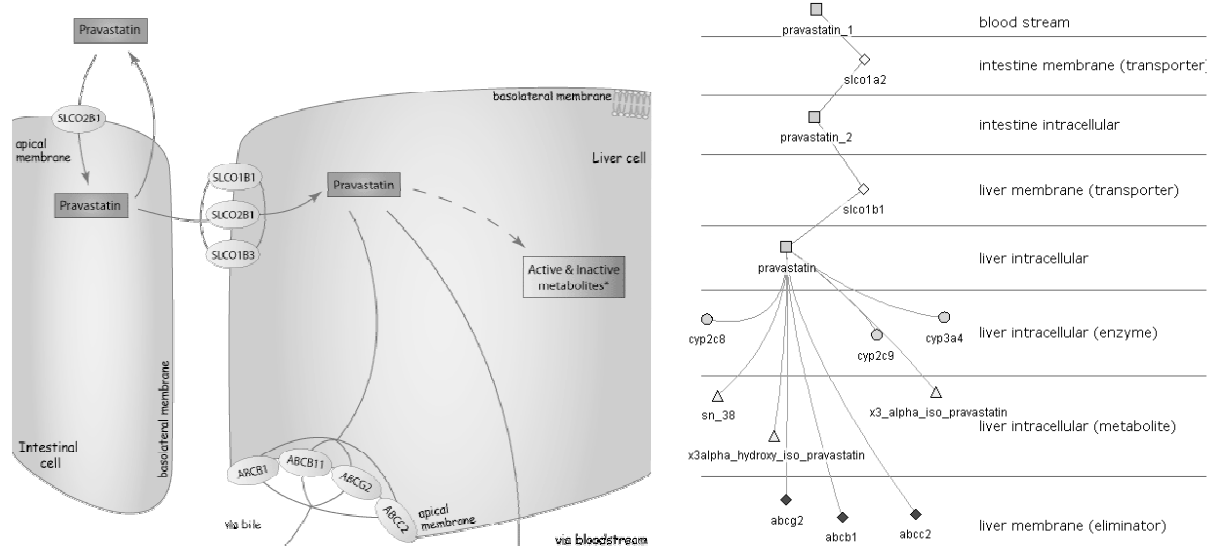 Pravastatin
SLCO2B1
apical
membrane
Pravastatin
Intestinal
cell
basolateral membrane
basolateral membrane
Liver cell
SLCO1B1
SLCO2B1
SLCO1B3
Pravastatin
Active & Inactive
metabolites*
ABCB1
ABCB11
ABCG2
ABCC2
apical
membrane
via bile
via bloodstream
pravastatin_1
blood stream
slco1a2
intestine membrane (transporter)
pravastatin_2
intestine intracellular
slco1b1
liver membrane (transporter)
pravastatin
liver intracellular
cyp2c8
cyp2c9
cyp3a4
liver intracellular (enzyme)
sn_38
x3_alpha_iso_pravastatin
x3alpha_hydroxy_iso_pravastatin
liver intracellular (metabolite)
abcg2
abcb1
abcc2
liver membrane (eliminator)